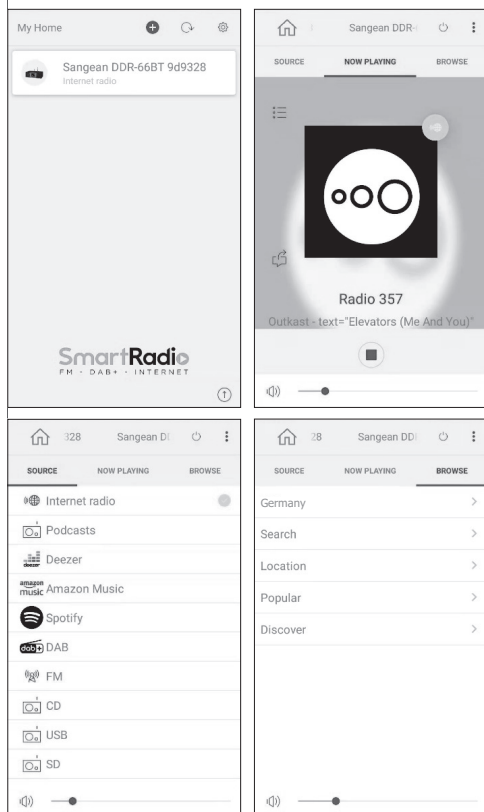 My Home
Sangean DDR-66BT 9d9328
Internet radio
SmartRadio
FM - DAB+ - INTERNET
Sangean DDR-
SOURCE NOW PLAYING BROWSE
Radio 357
Outkast - text="Elevators (Me And You)"
328 Sangean D
SOURCE NOW PLAYING BROWSE
Internet radio
Podcasts
deezer Deezer
amazon music Amazon Music
Spotify
dab+ DAB
FM
CD
USB
SD
28 Sangean DD
SOURCE NOW PLAYING BROWSE
Germany
Search
Location
Popular
Discover